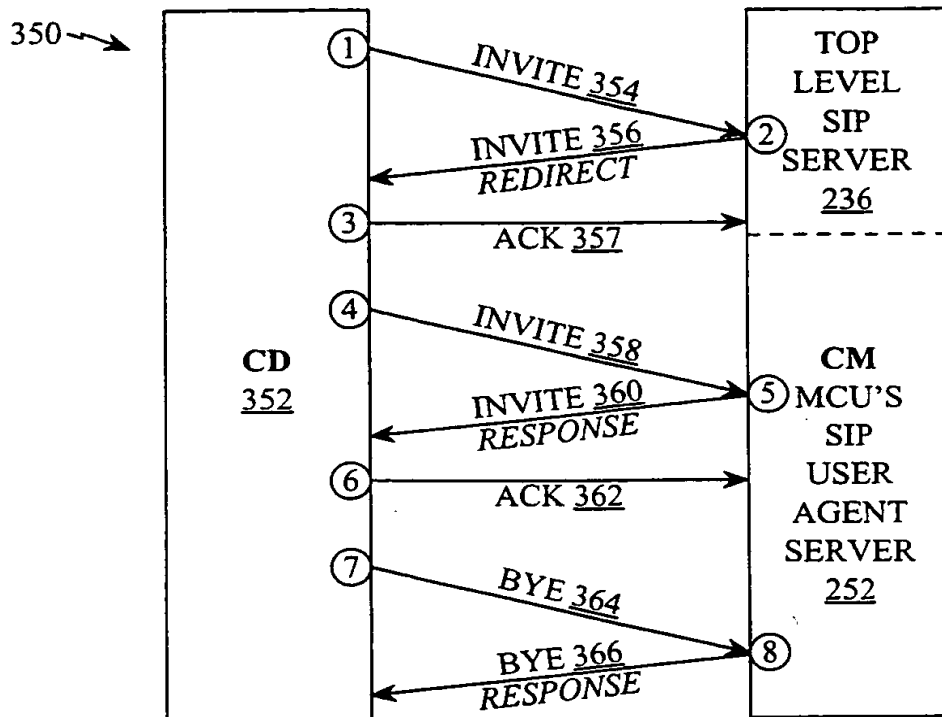 350
1
INVITE 354
2
INVITE 356
REDIRECT
3
ACK 357
TOP
LEVEL
SIP
SERVER
236
4
INVITE 358
CD
352
5
INVITE 360
RESPONSE
6
ACK 362
7
BYE 364
8
BYE 366
RESPONSE
CM
MCU'S
SIP
USER
AGENT
SERVER
252